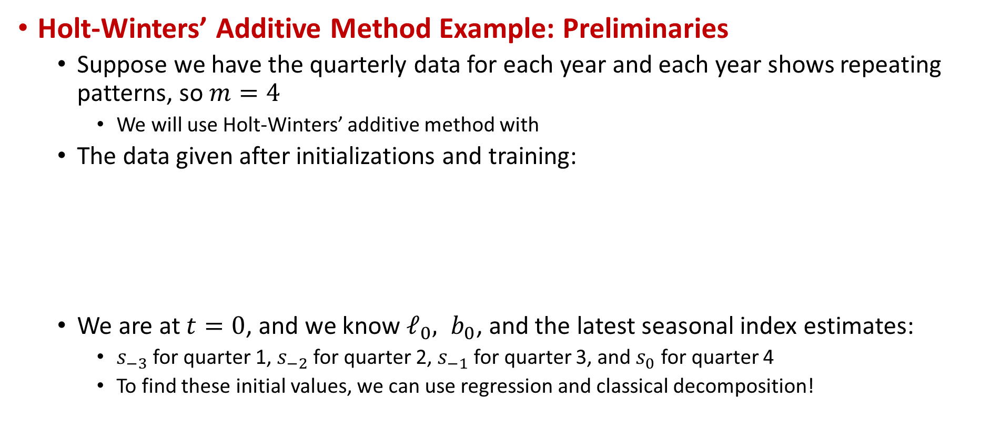 • Holt-Winters’ Additive Method Example: Preliminaries
• Suppose we have the quarterly data for each year and each year shows repeating
patterns, so 𝑚 = 4
• We will use Holt-Winters’ additive method with
• The data given after initializations and training:
• We are at 𝑡 = 0, and we know ℓ₀, 𝑏₀, and the latest seasonal index estimates:
• 𝑠₋₃ for quarter 1, 𝑠₋₂ for quarter 2, 𝑠₋₁ for quarter 3, and 𝑠₀ for quarter 4
• To find these initial values, we can use regression and classical decomposition!